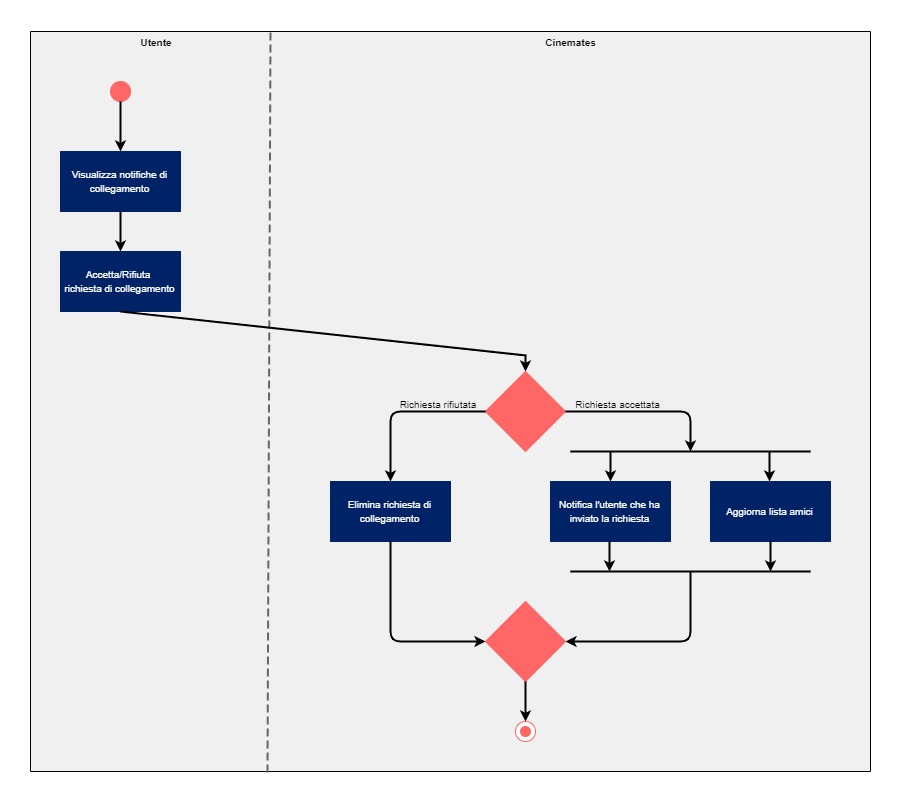 Utente
Cinemates
Visualizza notifiche di
collegamento
Accetta/Rifiuta
richiesta di collegamento
Richiesta rifiutata
Richiesta accettata
Elimina richiesta di
collegamento
Notifica l'utente che ha
inviato la richiesta
Aggiorna lista amici